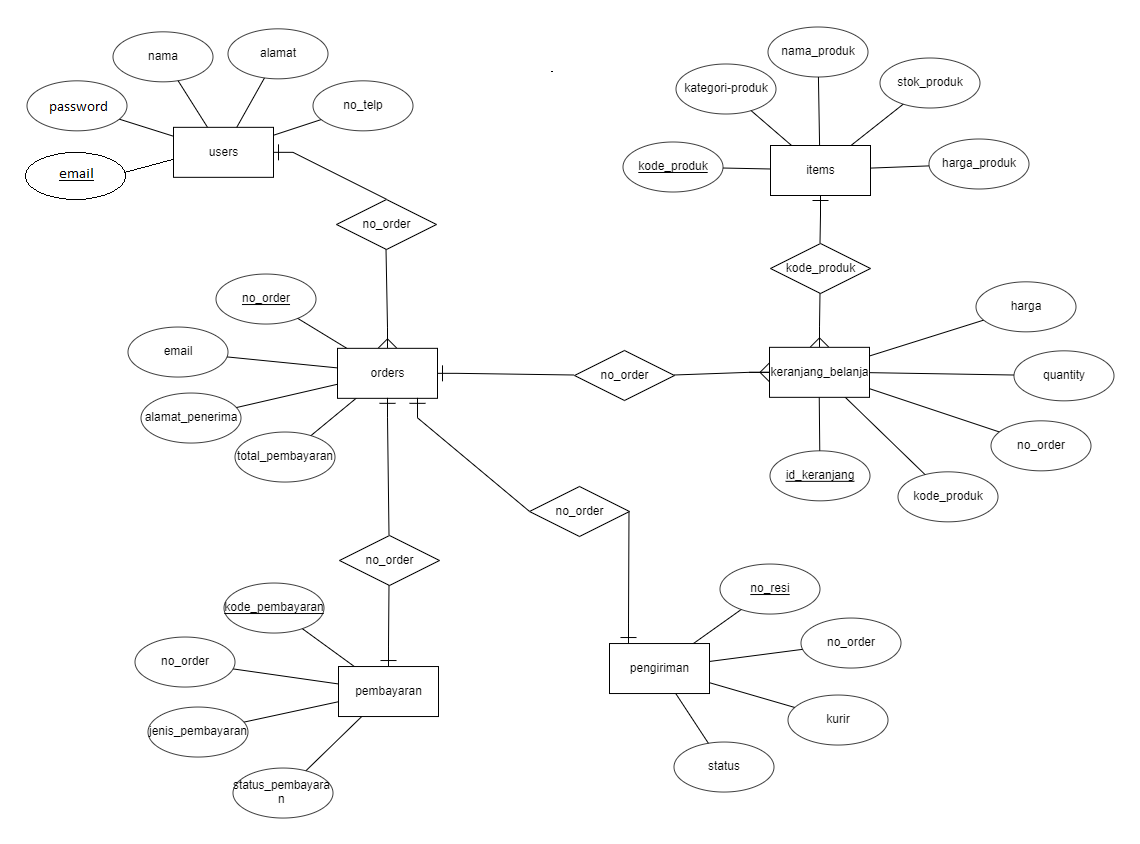 nama
alamat
password
no_telp
users
email
no_order
nama_produk
kategori-produk
stok_produk
kode_produk
harga_produk
items
kode_produk
no_order
email
orders
alamat_penerima
total_pembayaran
no_order
harga
keranjang_belanja
quantity
no_order
id_keranjang
kode_produk
no_order
no_order
kode_pembayaran
no_order
pembayaran
jenis_pembayaran
status_pembayara
n
no_resi
no_order
pengiriman
kurir
status